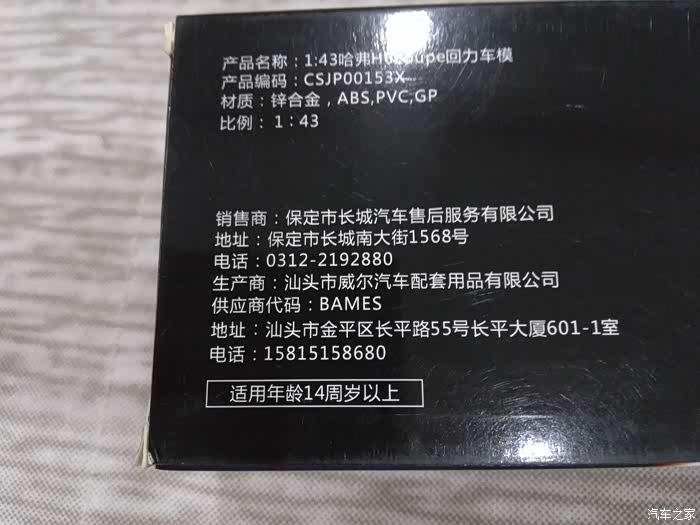 产品名称：1:43哈弗H6coupe回力车模
产品编码：CSJP00153X
材质：锌合金，ABS,PVC,GP
比例：1：43
销售商：保定市长城汽车售后服务有限公司
地址：保定市长城南大街1568号
电话：0312-2192880
生产商：汕头市威尔汽车配套用品有限公司
供应商代码：BAMES
地址：汕头市金平区长平路55号长平大厦601-1室
电话：15815158680
适用年龄14周岁以上
汽车之家